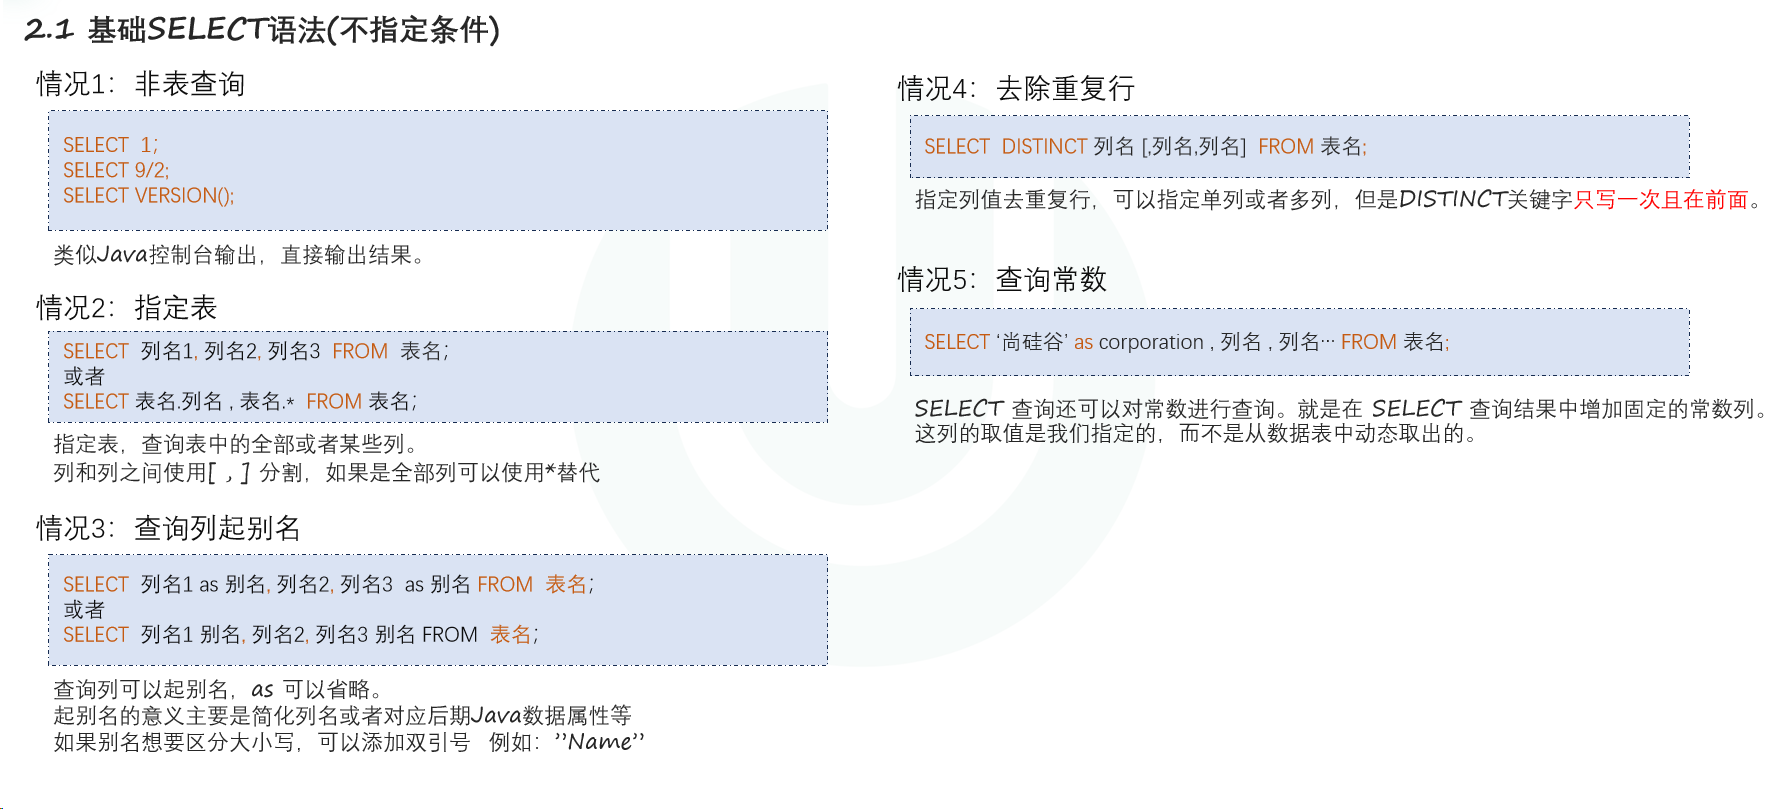 2.1 基础SELECT语法(不指定条件)
情况1：非表查询
SELECT 1;
SELECT 9/2;
SELECT VERSION();
类似Java控制台输出，直接输出结果。
情况2：指定表
SELECT 列名1, 列名2, 列名3 FROM 表名;
或者
SELECT 表名.列名 , 表名.* FROM 表名;
指定表，查询表中的全部或者某些列。
列和列之间使用[ , ] 分割，如果是全部列可以使用*替代
情况3：查询列起别名
SELECT 列名1 as 别名, 列名2, 列名3 as 别名 FROM 表名;
或者
SELECT 列名1 别名, 列名2, 列名3 别名 FROM 表名;
查询列可以起别名，as 可以省略。
起别名的意义主要是简化列名或者对应后期Java数据属性等
如果别名想要区分大小写，可以添加双引号 例如：”Name”
情况4：去除重复行
SELECT DISTINCT 列名 [,列名,列名] FROM 表名;
指定列值去重复行，可以指定单列或者多列，但是DISTINCT关键字只写一次且在前面。
情况5：查询常数
SELECT ‘尚硅谷’ as corporation , 列名 , 列名… FROM 表名;
SELECT 查询还可以对常数进行查询。就是在 SELECT 查询结果中增加固定的常数列。
这列的取值是我们指定的，而不是从数据表中动态取出的。